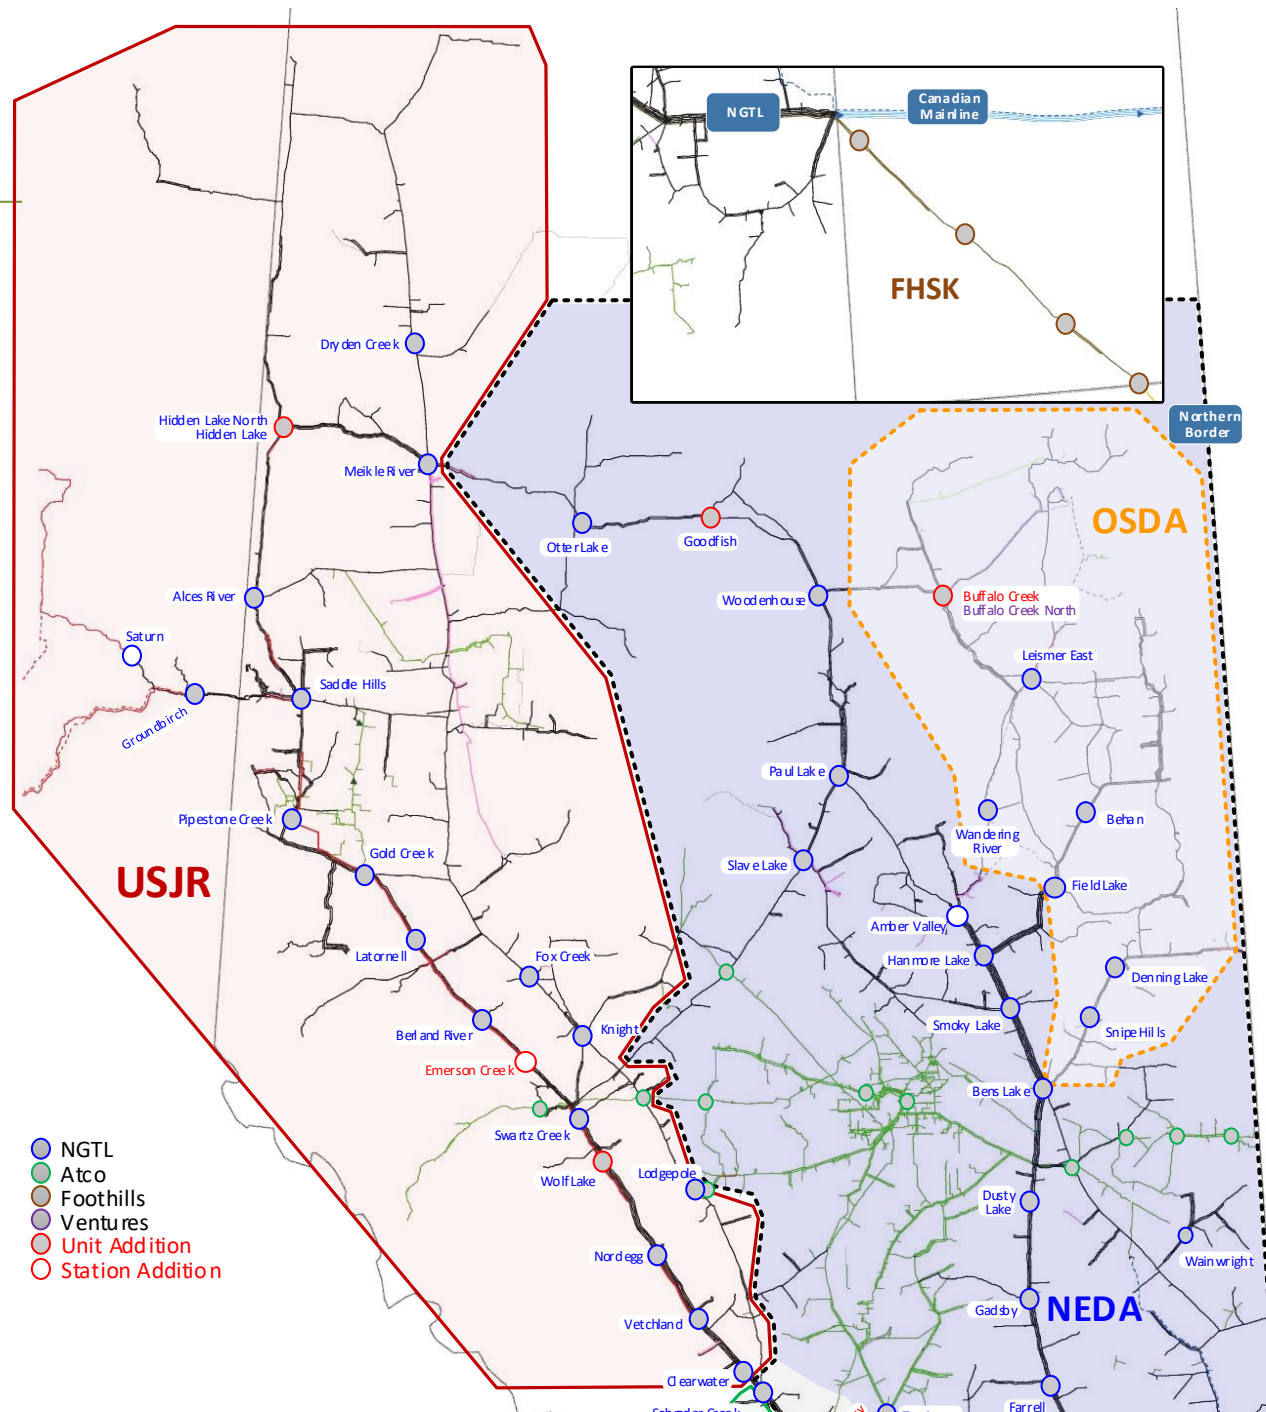 NGTL
Canadian
Mainline
FHSK
Northern
Border
Dryden Creek
Hidden Lake North
Hidden Lake
Meikle River
Otter Lake
Goodfish
OSDA
Alces River
Woodenhouse
Buffalo Creek
Buffalo Creek North
Saturn
Leismer East
Saddle Hills
Groundbirch
Paul Lake
Pipestone Creek
Wandering
River
Behan
Gold Creek
Slave Lake
USJR
Field Lake
Amber Valley
Latornell
Fox Creek
Hanmore Lake
Denning Lake
Berland River
Knight
Smoky Lake
Snipe Hills
Emerson Creek
Bens Lake
Swartz Creek
Wolf Lake
Lodgepole
Dusty
Lake
Nordegg
Wainwright
Gadsby
NEDA
Vetchland
Clearwater
Schrader Creek
Farrell
NGTL
Atco
Foothills
Ventures
Unit Addition
Station Addition